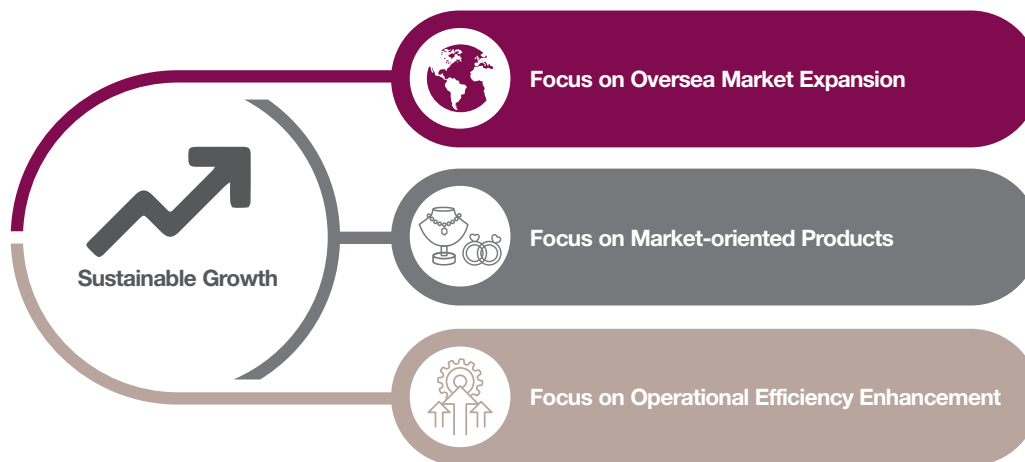 Focus on Oversea Market Expansion
Sustainable Growth
Focus on Market-oriented Products
Focus on Operational Efficiency Enhancement